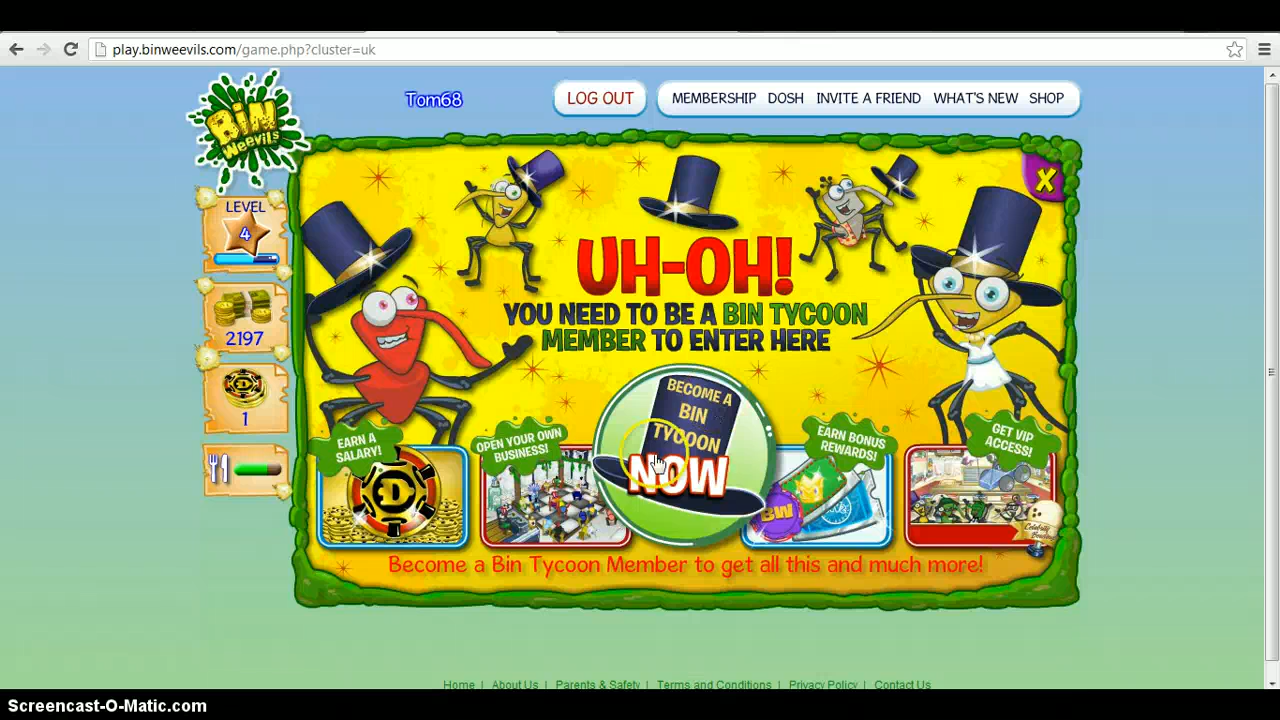 play.binweevils.com/game.php?cluster=uk
BiN
Weevils
Tom68
LOG OUT
MEMBERSHIP DOSH INVITE A FRIEND WHAT'S NEW SHOP
X
LEVEL
4
2197
D
1
UH-OH!
YOU NEED TO BE A BIN TYCOON
MEMBER TO ENTER HERE
BECOME A
BIN
TYCOON
NOW
EARN A
SALARY!
D
OPEN YOUR OWN
BUSINESS!
EARN BONUS
REWARDS!
BW
GET VIP
ACCESS!
Become a Bin Tycoon Member to get all this and much more!
Home | About Us | Parents & Safety | Terms and Conditions | Privacy Policy | Contact Us
Screencast-O-Matic.com